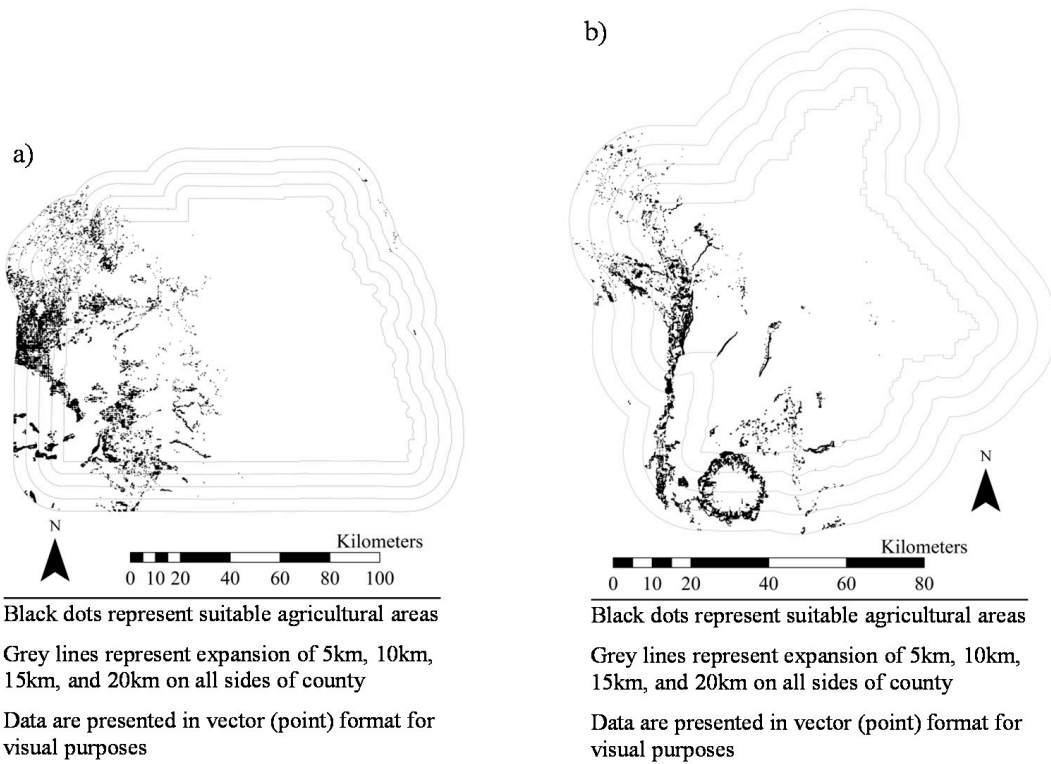 a)
N
Kilometers
0 10 20 40 60 80 100
Black dots represent suitable agricultural areas
Grey lines represent expansion of 5km, 10km,
15km, and 20km on all sides of county
Data are presented in vector (point) format for
visual purposes
b)
N
Kilometers
0 10 20 40 60 80
Black dots represent suitable agricultural areas
Grey lines represent expansion of 5km, 10km,
15km, and 20km on all sides of county
Data are presented in vector (point) format for
visual purposes